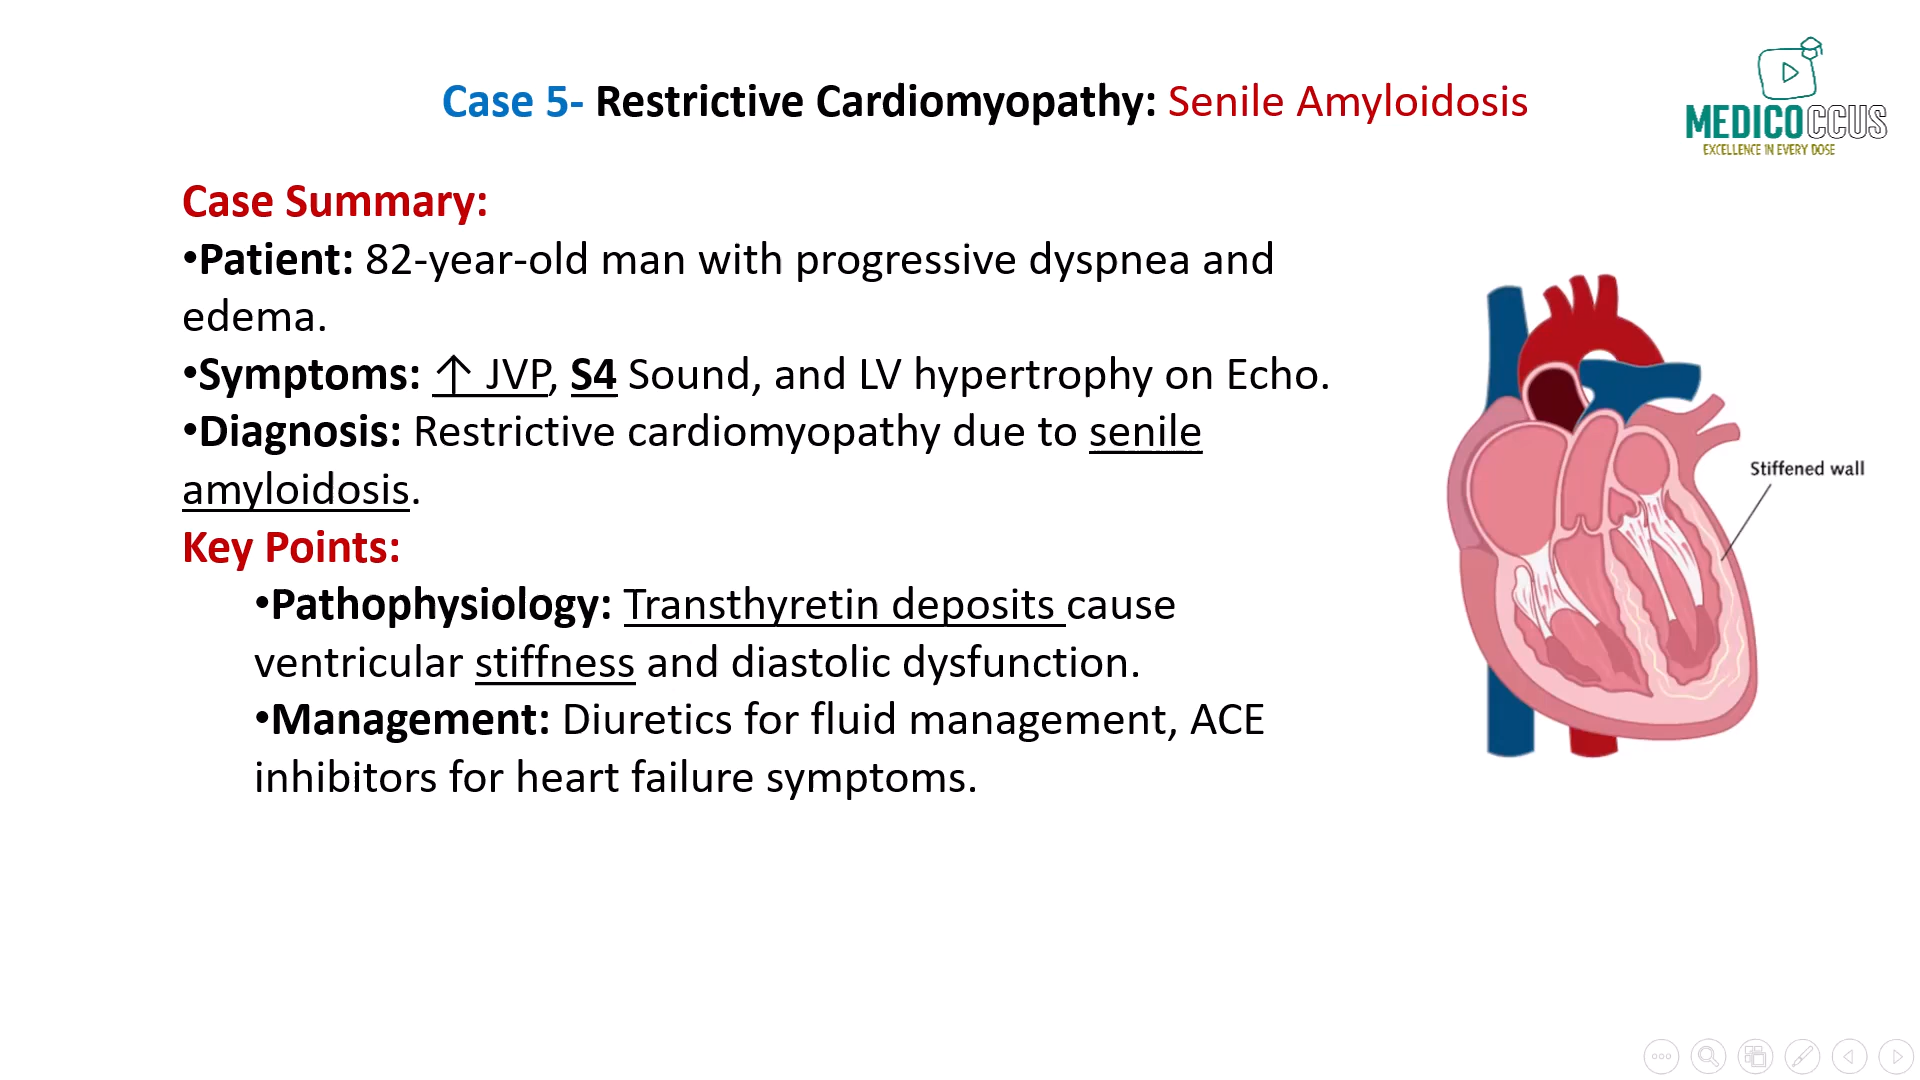 Case 5- Restrictive Cardiomyopathy: Senile Amyloidosis
MEDICOCCUS
EXCELLENCE IN EVERY DOSE
Case Summary:
•Patient: 82-year-old man with progressive dyspnea and
edema.
•Symptoms: ↑ JVP, S4 Sound, and LV hypertrophy on Echo.
•Diagnosis: Restrictive cardiomyopathy due to senile
amyloidosis.
Key Points:
•Pathophysiology: Transthyretin deposits cause
ventricular stiffness and diastolic dysfunction.
•Management: Diuretics for fluid management, ACE
inhibitors for heart failure symptoms.
Stiffened wall